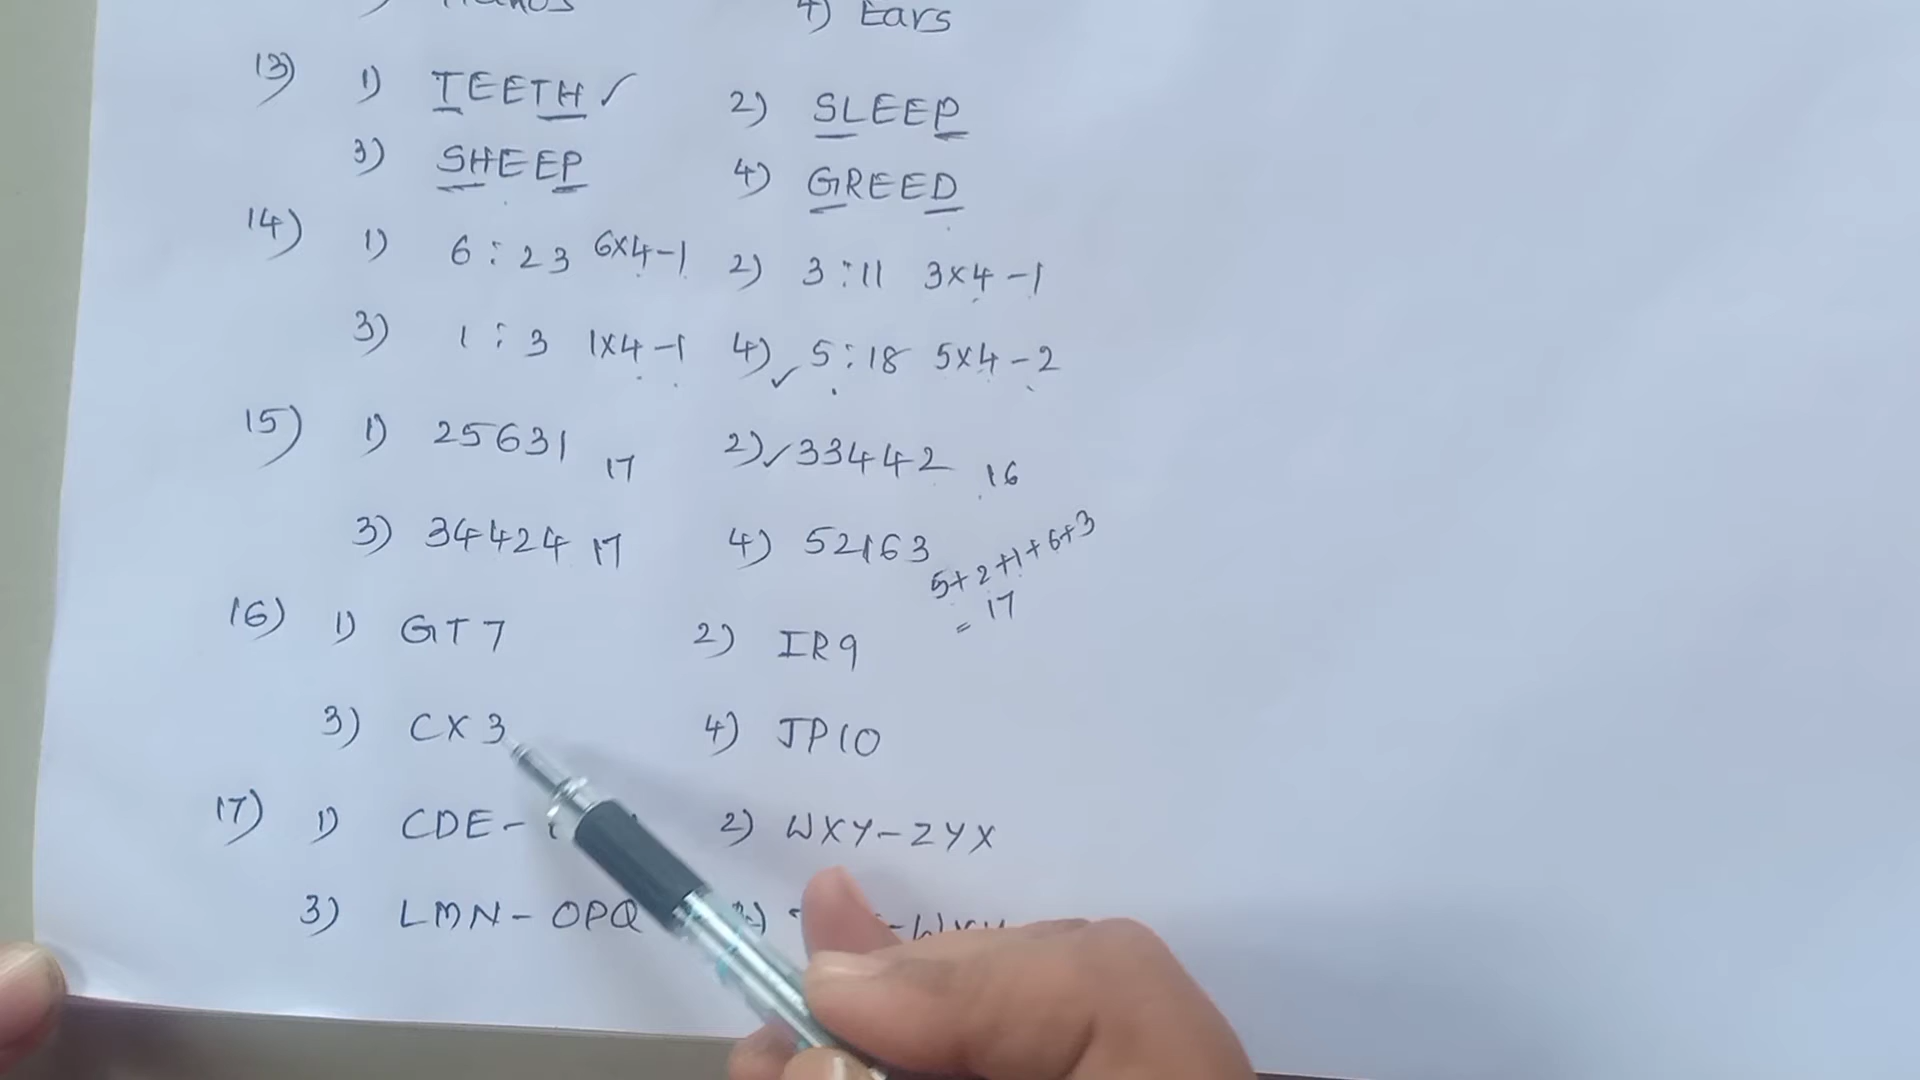 4) Ears
13) 1) TEETH ✓ 2) SLEEP
3) SHEEP 4) GREED
14) 1) 6 : 23 6x4-1 2) 3 : 11 3x4-1
3) 1 : 3 1x4-1 4) ✓ 5 : 18 5x4-2
15) 1) 25631 17 2) ✓ 33442 16
3) 34424 17 4) 52163 5+2+1+6+3
= 17
16) 1) GT7 2) IR9
3) CX3 4) JP10
17) 1) CDE- 2) WXY-ZYX
3) LMN-OPQ